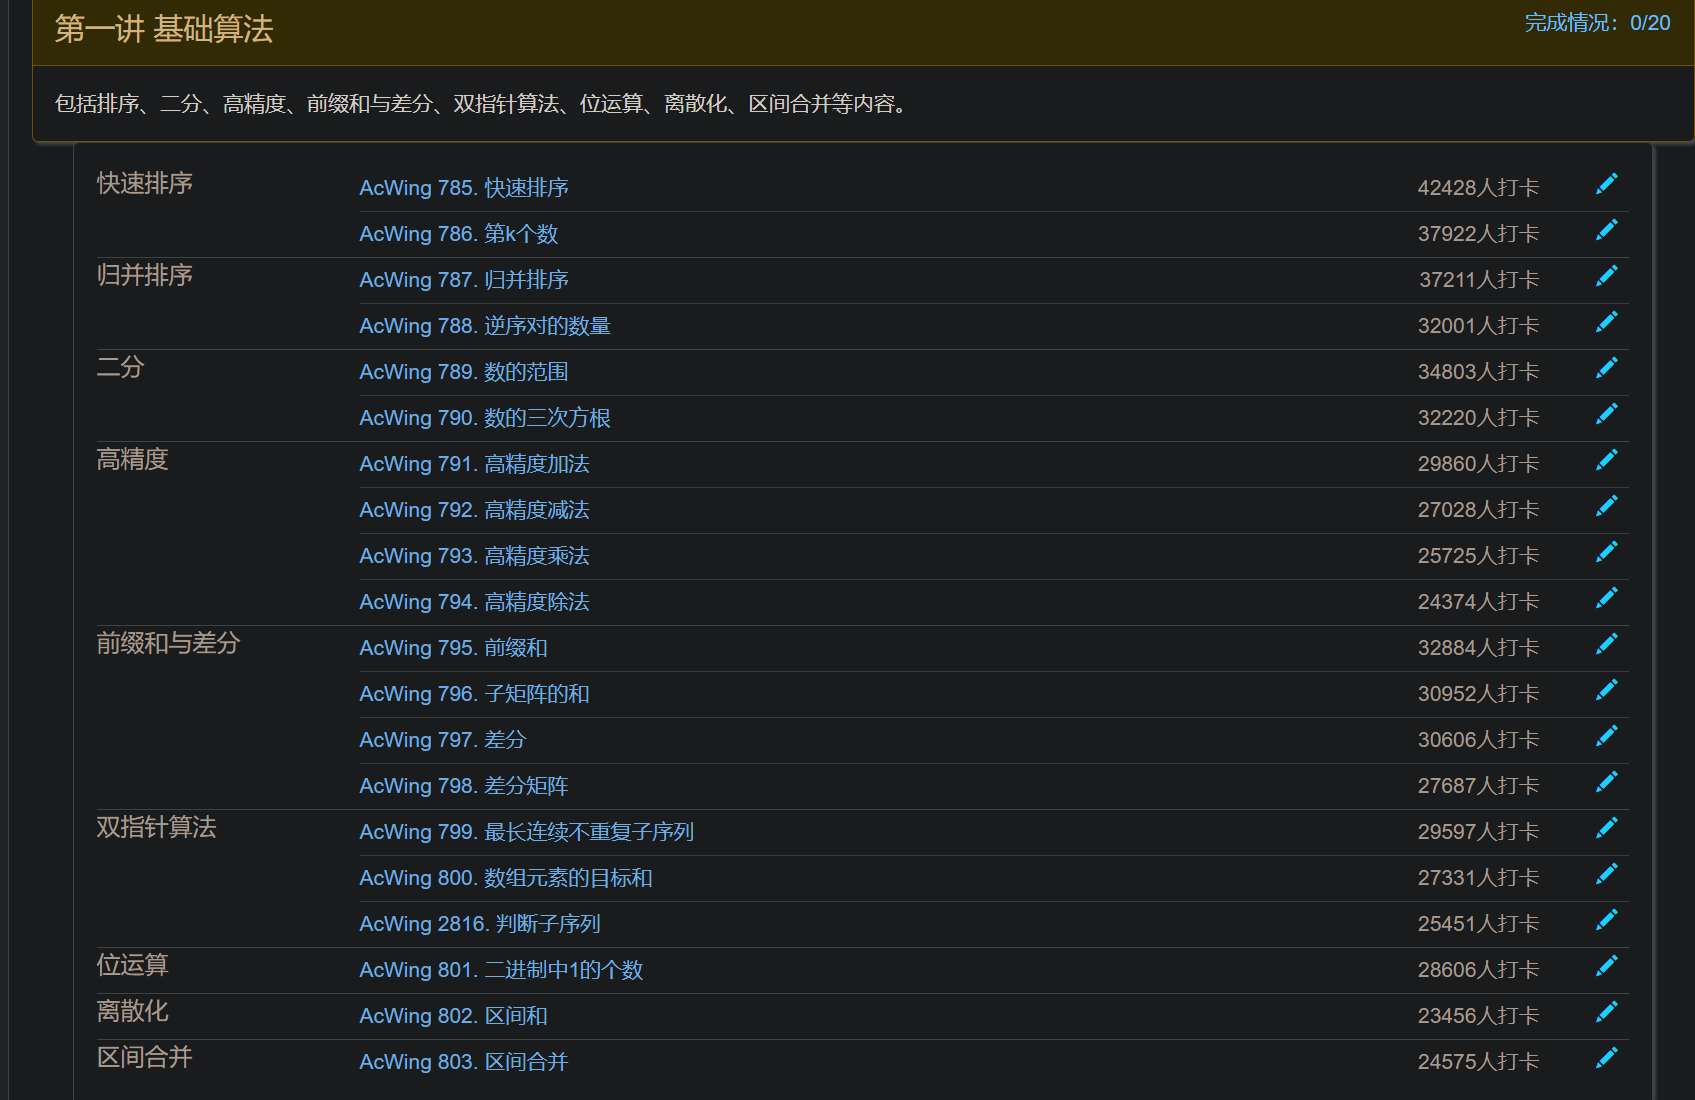 第一讲 基础算法
完成情况：0/20
包括排序、二分、高精度、前缀和与差分、双指针算法、位运算、离散化、区间合并等内容。
快速排序 AcWing 785. 快速排序 42428人打卡
AcWing 786. 第k个数 37922人打卡
归并排序 AcWing 787. 归并排序 37211人打卡
AcWing 788. 逆序对的数量 32001人打卡
二分 AcWing 789. 数的范围 34803人打卡
AcWing 790. 数的三次方根 32220人打卡
高精度 AcWing 791. 高精度加法 29860人打卡
AcWing 792. 高精度减法 27028人打卡
AcWing 793. 高精度乘法 25725人打卡
AcWing 794. 高精度除法 24374人打卡
前缀和与差分 AcWing 795. 前缀和 32884人打卡
AcWing 796. 子矩阵的和 30952人打卡
AcWing 797. 差分 30606人打卡
AcWing 798. 差分矩阵 27687人打卡
双指针算法 AcWing 799. 最长连续不重复子序列 29597人打卡
AcWing 800. 数组元素的目标和 27331人打卡
AcWing 2816. 判断子序列 25451人打卡
位运算 AcWing 801. 二进制中1的个数 28606人打卡
离散化 AcWing 802. 区间和 23456人打卡
区间合并 AcWing 803. 区间合并 24575人打卡